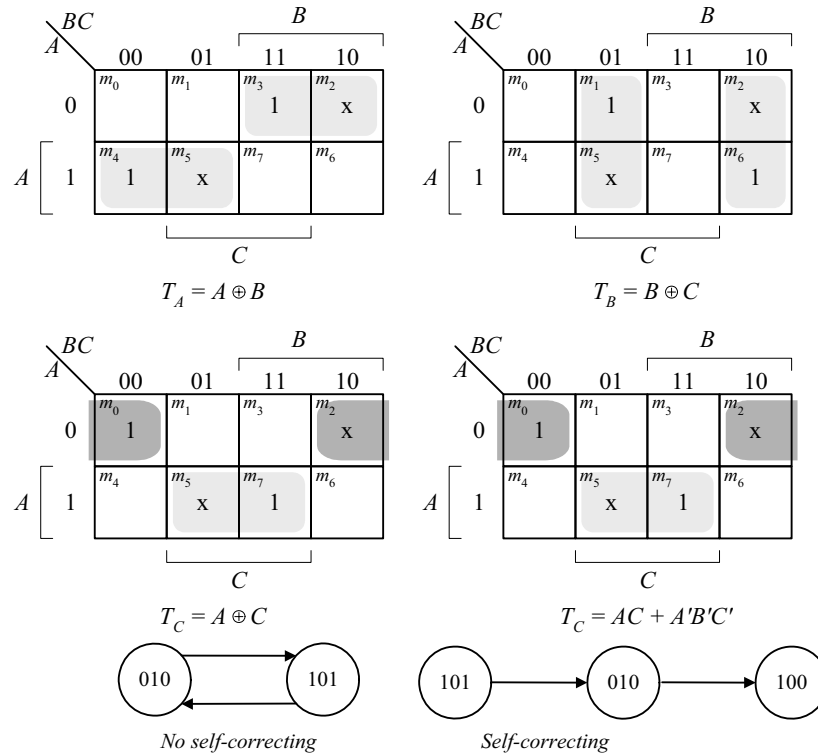 B
BC
A 00 01 11 10
m0 m1 m3 m2
0 1 x
m4 m5 m7 m6
A 1 1 x
C
T_A = A ⊕ B
B
BC
A 00 01 11 10
m0 m1 m3 m2
0 1 x
m4 m5 m7 m6
A 1 x 1
C
T_B = B ⊕ C
B
BC
A 00 01 11 10
m0 m1 m3 m2
0 1 x
m4 m5 m7 m6
A 1 x 1
C
T_C = A ⊕ C
B
BC
A 00 01 11 10
m0 m1 m3 m2
0 1 x
m4 m5 m7 m6
A 1 x 1
C
T_C = AC + A'B'C'
010 101
No self-correcting
101 010 100
Self-correcting